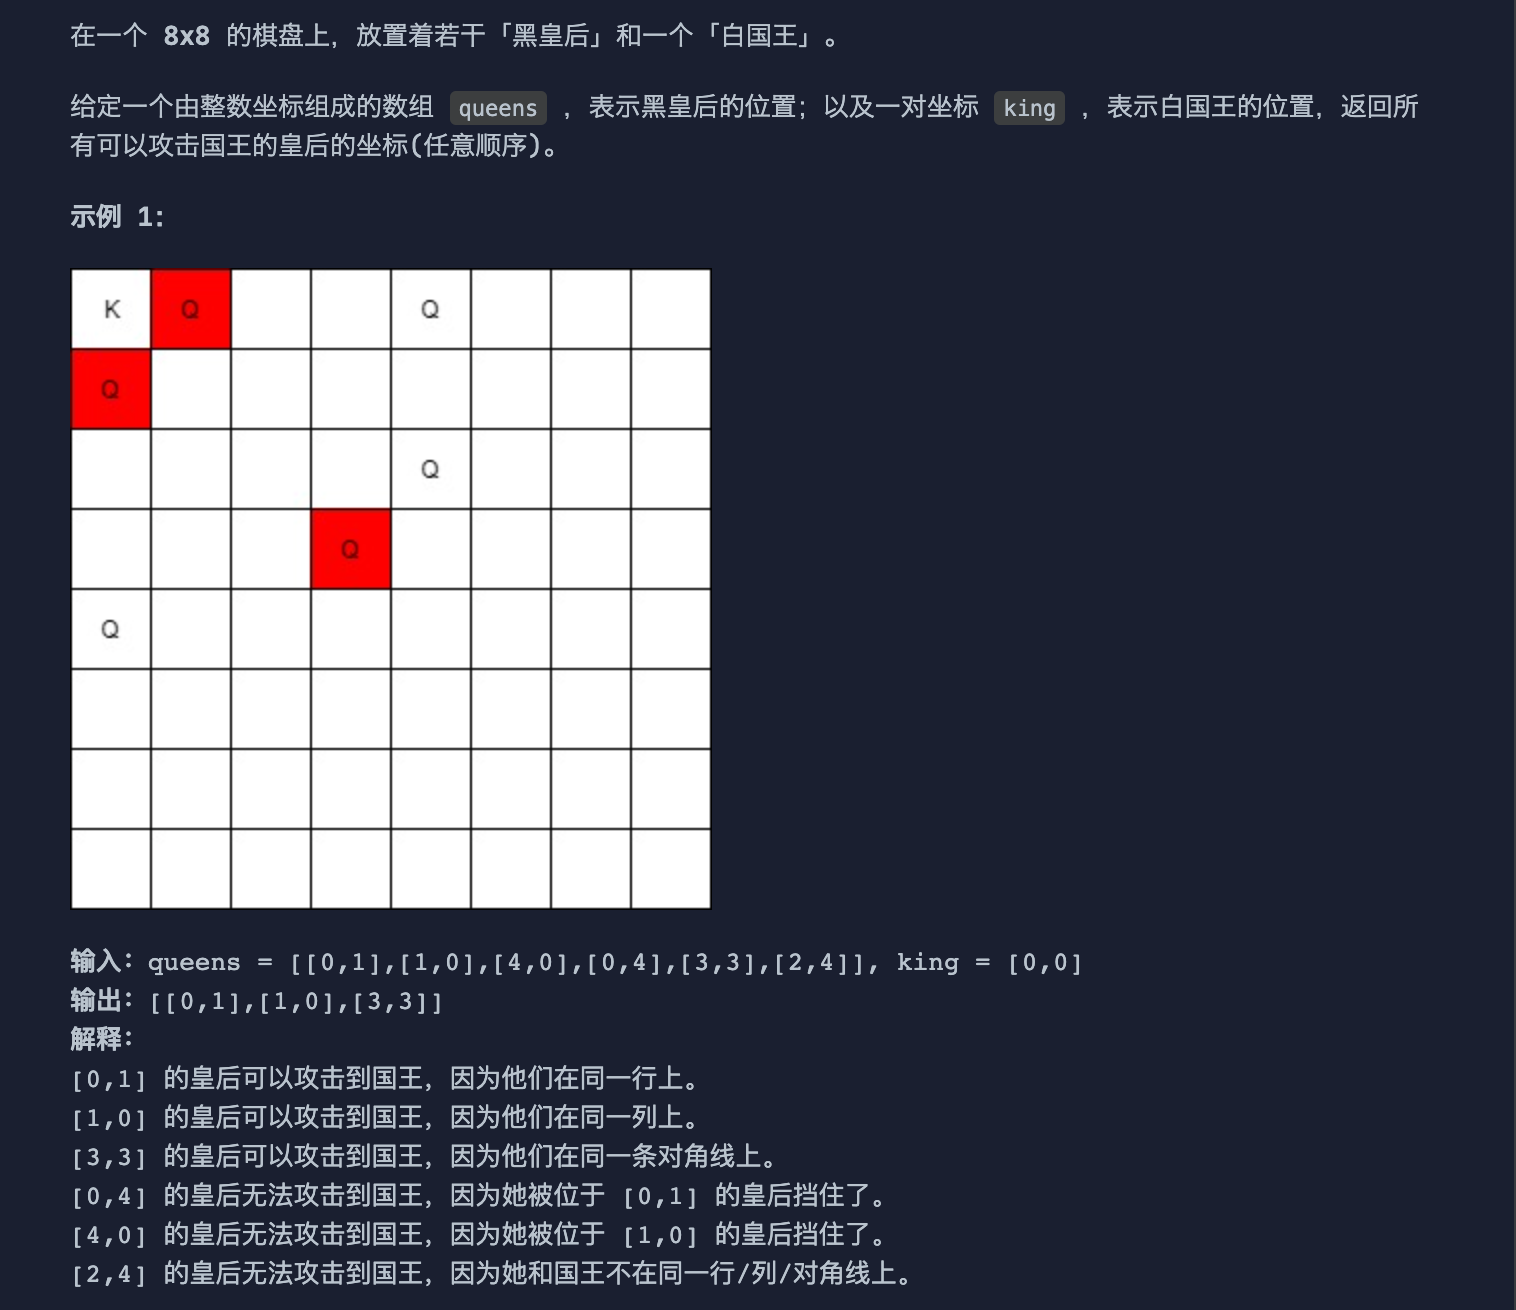 在一个 8x8 的棋盘上，放置着若干「黑皇后」和一个「白国王」。
给定一个由整数坐标组成的数组 queens ，表示黑皇后的位置；以及一对坐标 king ，表示白国王的位置，返回所
有可以攻击国王的皇后的坐标(任意顺序)。
示例 1：
K Q Q
Q
Q
Q
Q
输入：queens = [[0,1],[1,0],[4,0],[0,4],[3,3],[2,4]], king = [0,0]
输出：[[0,1],[1,0],[3,3]]
解释：
[0,1] 的皇后可以攻击到国王，因为他们在同一行上。
[1,0] 的皇后可以攻击到国王，因为他们在同一列上。
[3,3] 的皇后可以攻击到国王，因为他们在同一条对角线上。
[0,4] 的皇后无法攻击到国王，因为她被位于 [0,1] 的皇后挡住了。
[4,0] 的皇后无法攻击到国王，因为她被位于 [1,0] 的皇后挡住了。
[2,4] 的皇后无法攻击到国王，因为她和国王不在同一行/列/对角线上。